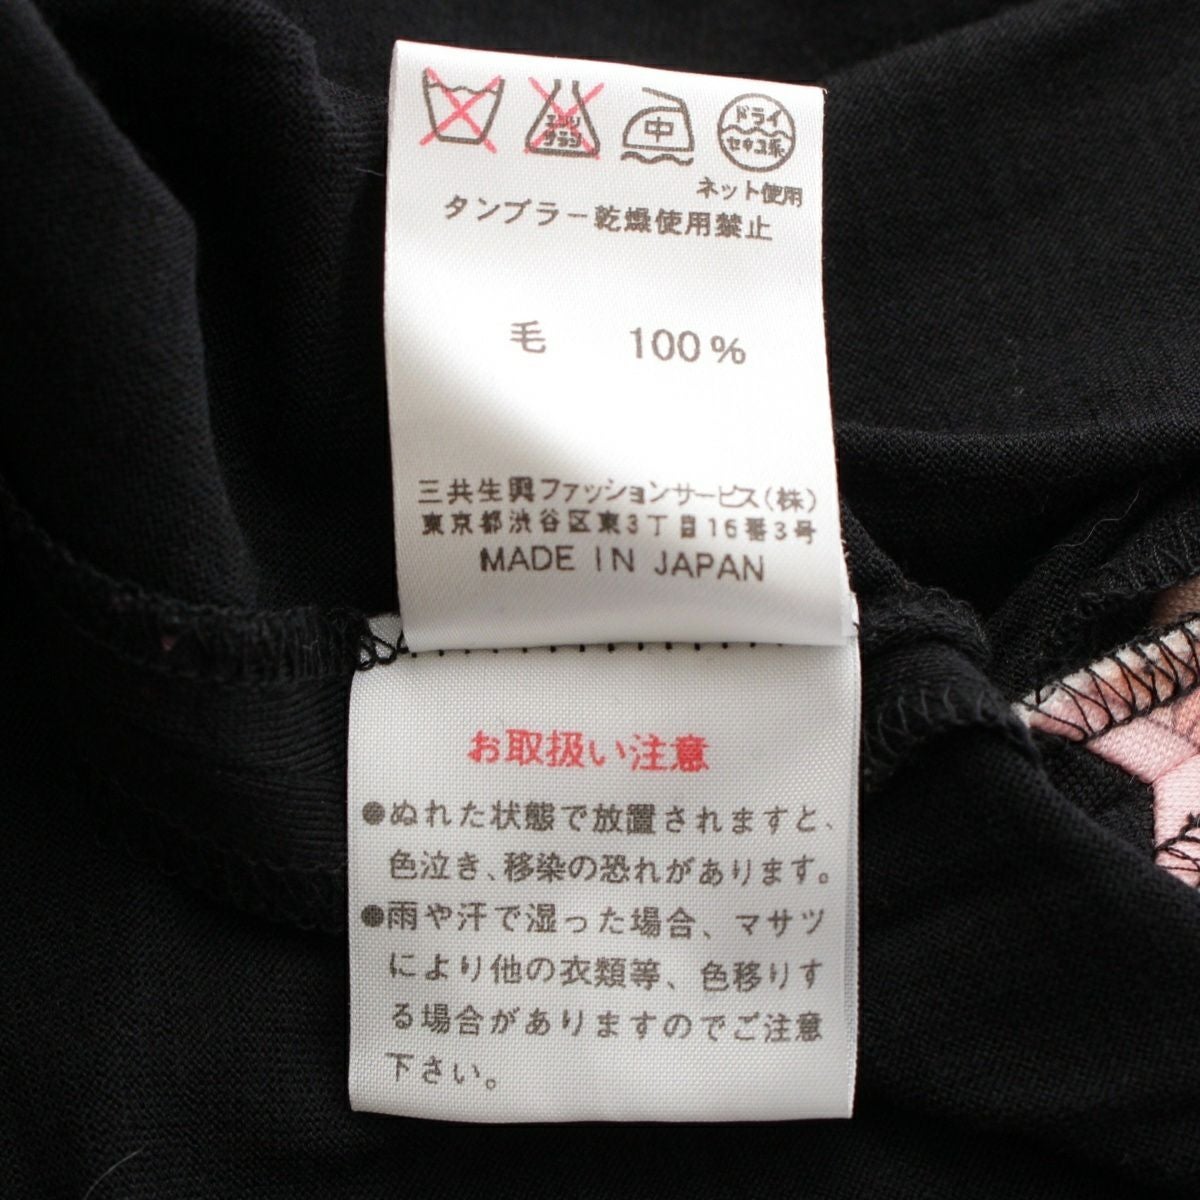 エンソ
サラシ
中
ドライ
セキユ系
ネット使用
タンブラー乾燥使用禁止
毛 100%
三共生興ファッションサービス(株)
東京都渋谷区東3丁目16番3号
MADE IN JAPAN
お取扱い注意
●ぬれた状態で放置されますと、
色泣き、移染の恐れがあります。
●雨や汗で湿った場合、マサツ
により他の衣類等、色移りす
る場合がありますのでご注意
下さい。